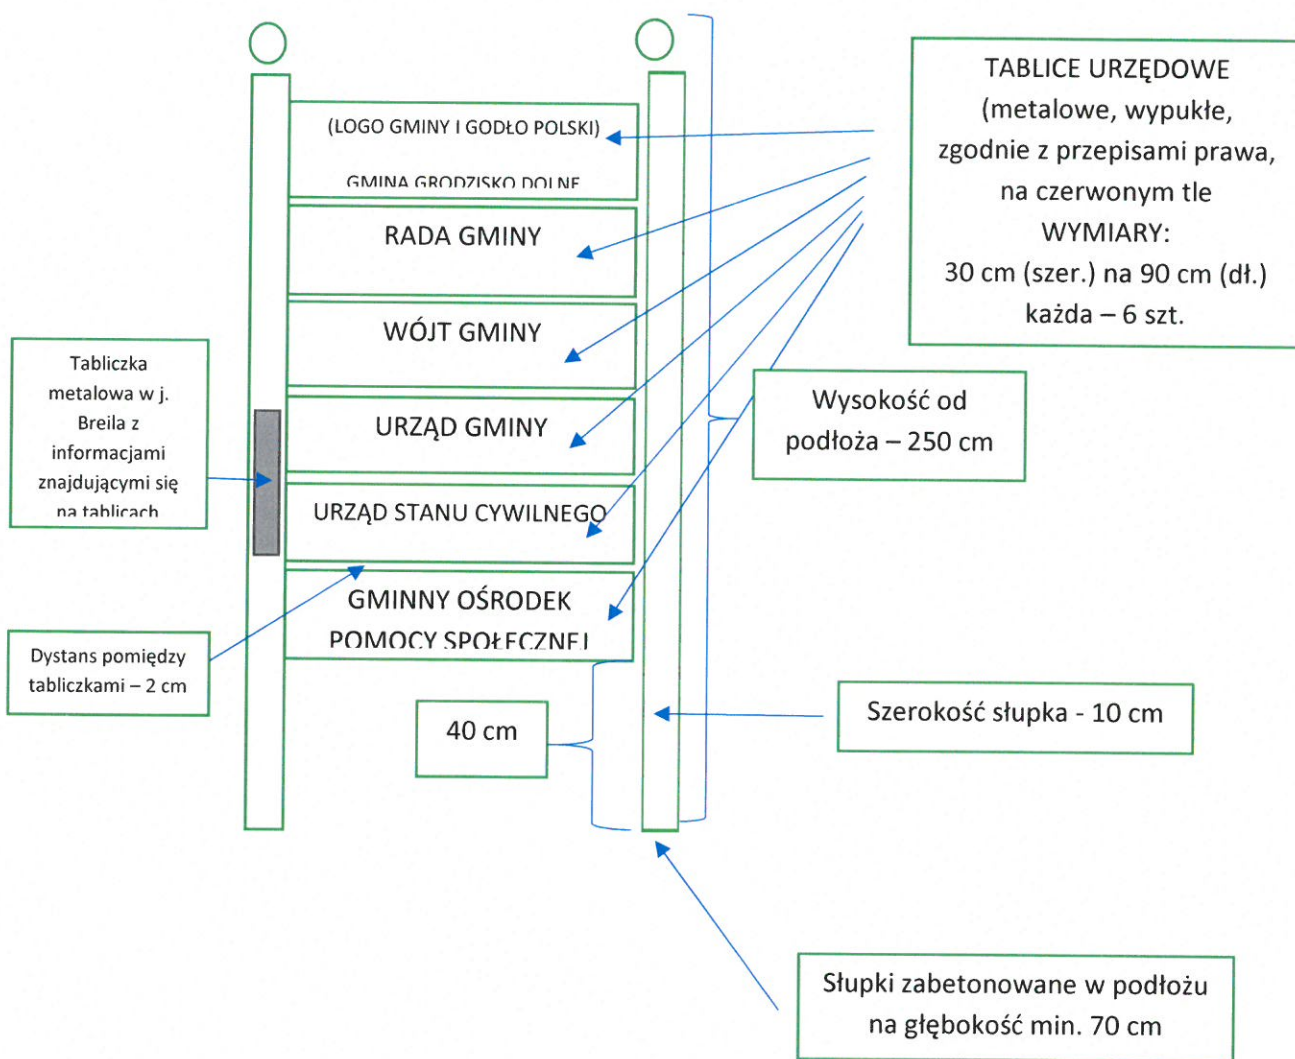 (LOGO GMINY I GODŁO POLSKI)
GMINA GRODZISKO DOLNE
RADA GMINY
WÓJT GMINY
URZĄD GMINY
URZĄD STANU CYWILNEGO
GMINNY OŚRODEK
POMOCY SPOŁECZNEJ
TABLICE URZĘDOWE
(metalowe, wypukłe,
zgodnie z przepisami prawa,
na czerwonym tle
WYMIARY:
30 cm (szer.) na 90 cm (dł.)
każda – 6 szt.
Tabliczka
metalowa w j.
Breila z
informacjami
znajdującymi się
na tablicach
Wysokość od
podłoża – 250 cm
Dystans pomiędzy
tabliczkami – 2 cm
40 cm
Szerokość słupka - 10 cm
Słupki zabetonowane w podłożu
na głębokość min. 70 cm